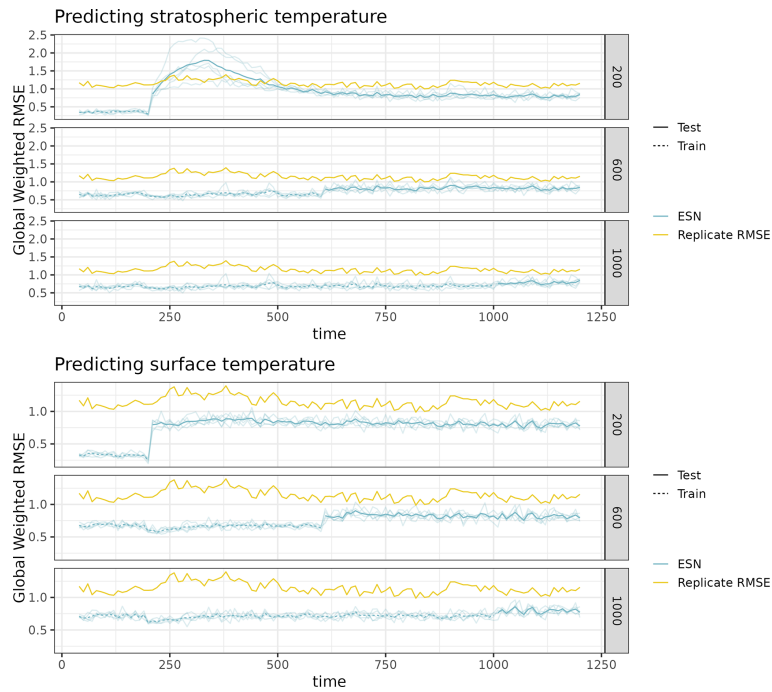 Predicting stratospheric temperature
Global Weighted RMSE
2.5
2.0
1.5
1.0
0.5
200
2.5
2.0
1.5
1.0
0.5
600
2.5
2.0
1.5
1.0
0.5
1000
0
250
500
750
1000
1250
time
Test
Train
ESN
Replicate RMSE
Predicting surface temperature
Global Weighted RMSE
1.0
0.5
200
1.0
0.5
600
1.0
0.5
1000
0
250
500
750
1000
1250
time
Test
Train
ESN
Replicate RMSE